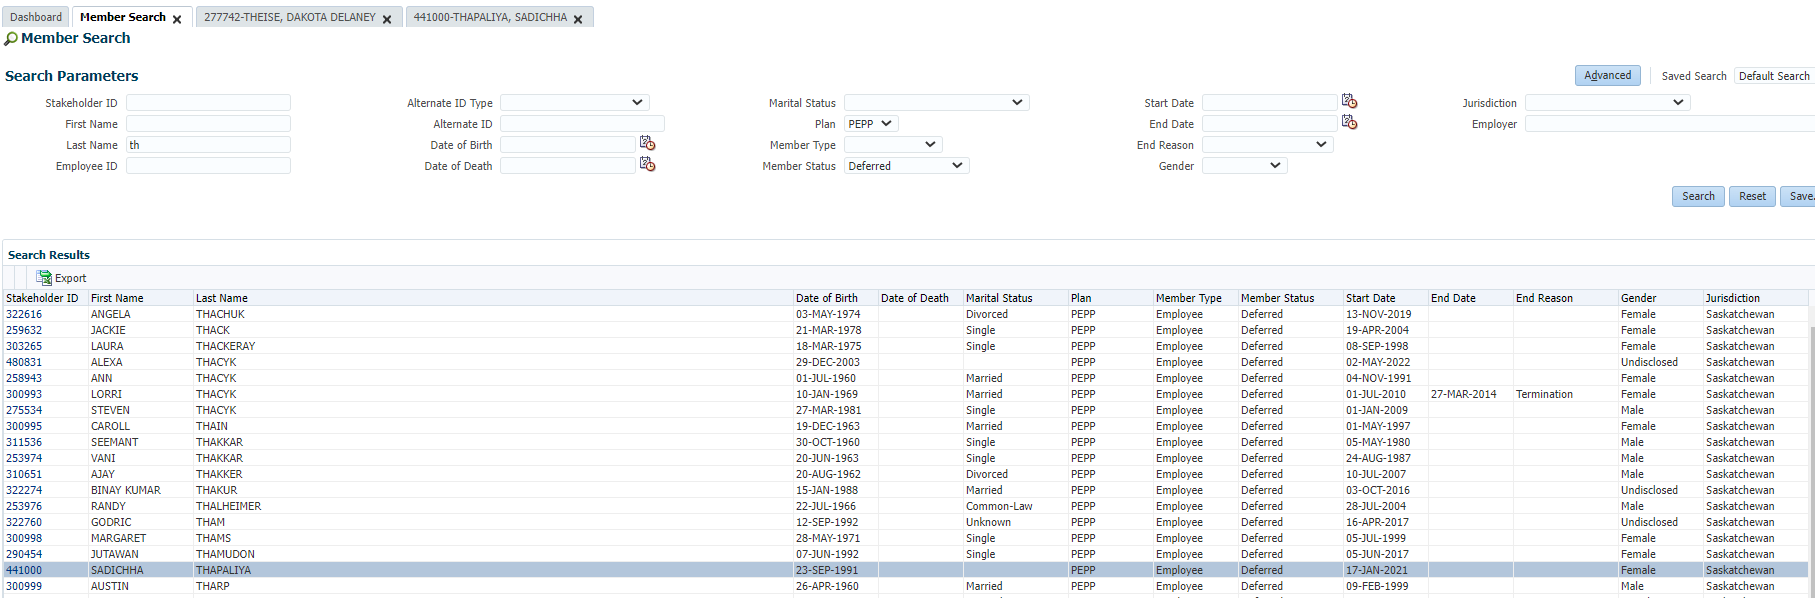 Dashboard Member Search 277742-THEISE, DAKOTA DELANEY 441000-THAPALIYA, SADICHHA
Member Search
Search Parameters Advanced Saved Search Default Search
Stakeholder ID Alternate ID Type Marital Status Start Date Jurisdiction
First Name Alternate ID Plan PEPP End Date Employer
Last Name th Date of Birth Member Type End Reason
Employee ID Date of Death Member Status Deferred Gender
Search Reset Save.
Search Results
Export
Stakeholder ID First Name Last Name Date of Birth Date of Death Marital Status Plan Member Type Member Status Start Date End Date End Reason Gender Jurisdiction
322616 ANGELA THACHUK 03-MAY-1974 Divorced PEPP Employee Deferred 13-NOV-2019 Female Saskatchewan
259632 JACKIE THACK 21-MAR-1978 Single PEPP Employee Deferred 19-APR-2004 Female Saskatchewan
303265 LAURA THACKERAY 18-MAR-1975 Single PEPP Employee Deferred 08-SEP-1998 Female Saskatchewan
480831 ALEXA THACYK 29-DEC-2003 PEPP Employee Deferred 02-MAY-2022 Undisclosed Saskatchewan
258943 ANN THACYK 01-JUL-1960 Married PEPP Employee Deferred 04-NOV-1991 Female Saskatchewan
300993 LORRI THACYK 10-JAN-1969 Married PEPP Employee Deferred 01-JUL-2010 27-MAR-2014 Termination Female Saskatchewan
275534 STEVEN THACYK 27-MAR-1981 Single PEPP Employee Deferred 01-JAN-2009 Male Saskatchewan
300995 CAROLL THAIN 19-DEC-1963 Married PEPP Employee Deferred 01-MAY-1997 Female Saskatchewan
311536 SEEMANT THAKKAR 30-OCT-1960 Single PEPP Employee Deferred 05-MAY-1980 Male Saskatchewan
253974 VANI THAKKAR 20-JUN-1963 Single PEPP Employee Deferred 24-AUG-1987 Male Saskatchewan
310651 AJAY THAKKER 20-AUG-1962 Divorced PEPP Employee Deferred 10-JUL-2007 Male Saskatchewan
322274 BINAY KUMAR THAKUR 15-JAN-1988 Married PEPP Employee Deferred 03-OCT-2016 Undisclosed Saskatchewan
253976 RANDY THALHEIMER 22-JUL-1966 Common-Law PEPP Employee Deferred 28-JUL-2004 Male Saskatchewan
322760 GODRIC THAM 12-SEP-1992 Unknown PEPP Employee Deferred 16-APR-2017 Undisclosed Saskatchewan
300998 MARGARET THAMS 28-MAY-1971 Single PEPP Employee Deferred 05-JUL-1999 Female Saskatchewan
290454 JUTAWAN THAMUDON 07-JUN-1992 Single PEPP Employee Deferred 05-JUN-2017 Female Saskatchewan
441000 SADICHHA THAPALIYA 23-SEP-1991 PEPP Employee Deferred 17-JAN-2021 Female Saskatchewan
300999 AUSTIN THARP 26-APR-1960 Married PEPP Employee Deferred 09-FEB-1999 Male Saskatchewan